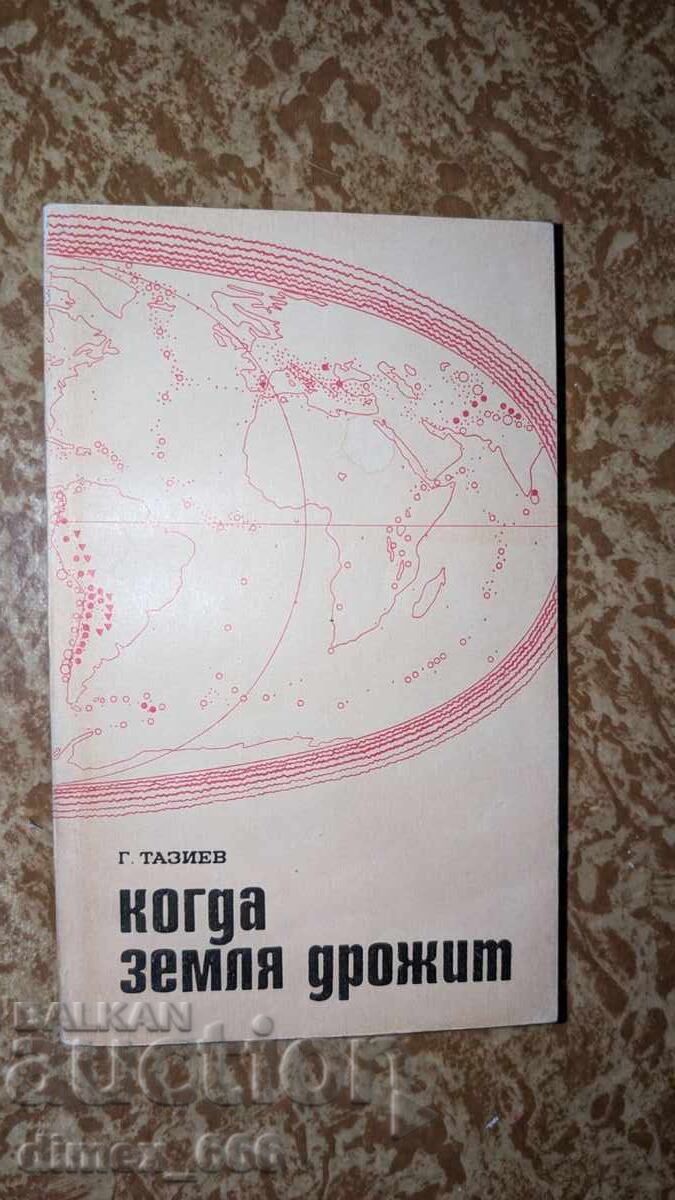 Г. ТАЗИЕВ
когда
земля дрожит
BALKAN
auction
dimex_666